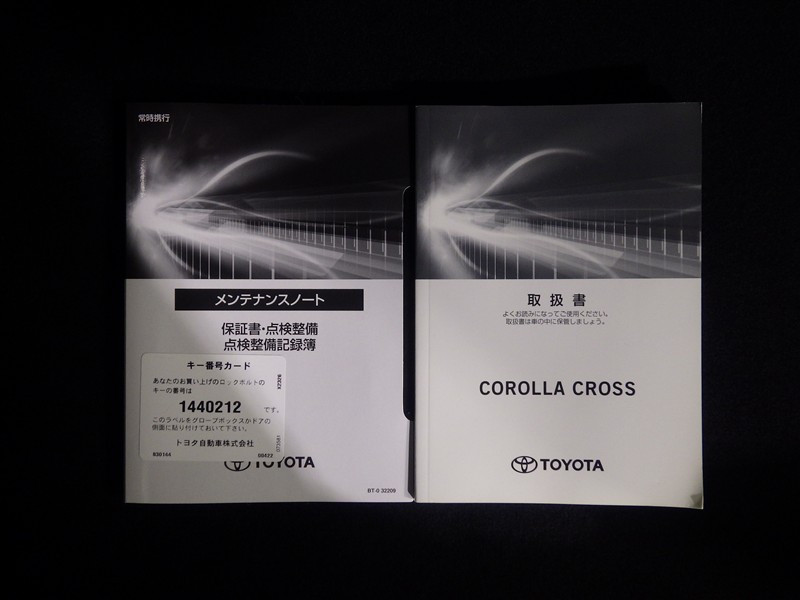 常時携行
メンテナンスノート
保証書・点検整備
点検整備記録簿
キー番号カード
あなたのお買い上げのロックボルトの
キーの番号は
1440212 です。
このラベルをグローブボックスかドアの
側面に貼り付けておいて下さい。
トヨタ自動車株式会社
00422
TOYOTA
BT-0 32209
取扱書
よくお読みになってご使用ください。
取扱書は車の中に保管しましょう。
COROLLA CROSS
TOYOTA